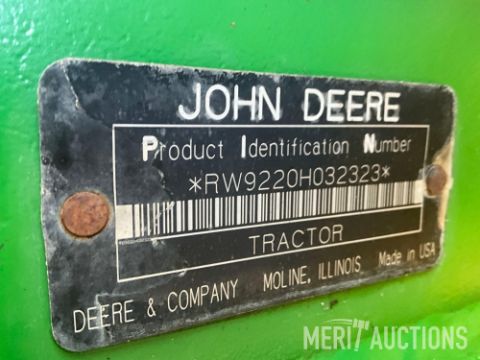 JOHN DEERE
Product Identification Number
*RW9220H032323*
TRACTOR
DEERE & COMPANY MOLINE, ILLINOIS Made in USA
MERIT AUCTIONS